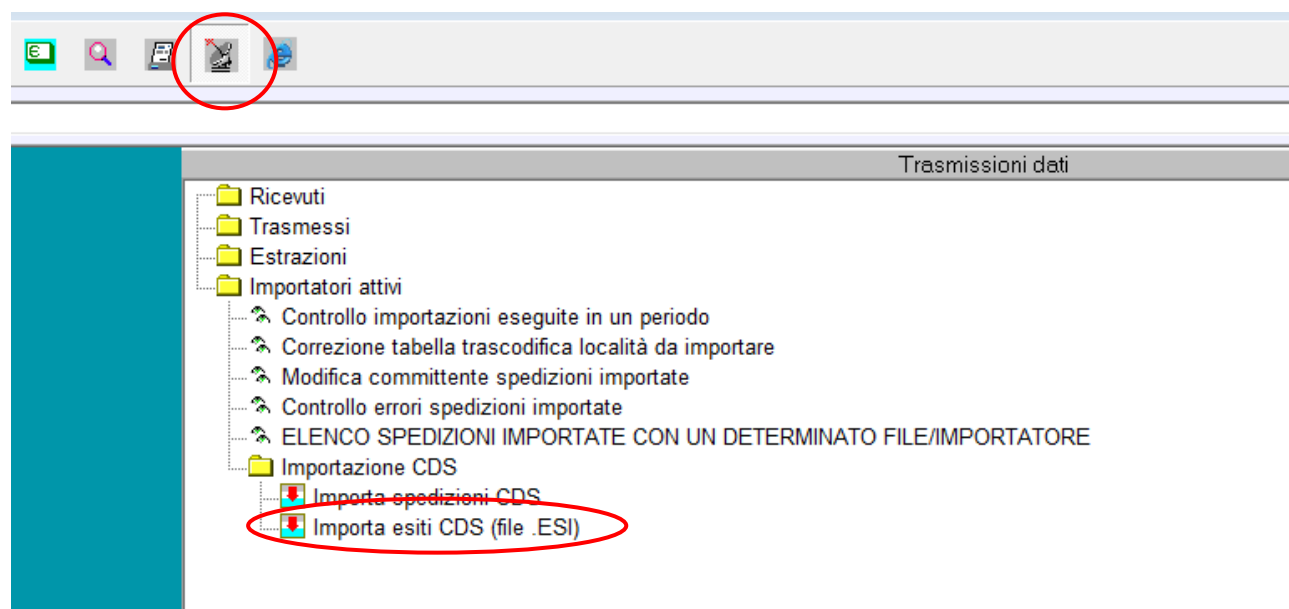 Trasmissioni dati
Ricevuti
Trasmessi
Estrazioni
Importatori attivi
Controllo importazioni eseguite in un periodo
Correzione tabella trascodifica località da importare
Modifica committente spedizioni importate
Controllo errori spedizioni importate
ELENCO SPEDIZIONI IMPORTATE CON UN DETERMINATO FILE/IMPORTATORE
Importazione CDS
Importa spedizioni CDS
Importa esiti CDS (file .ESI)